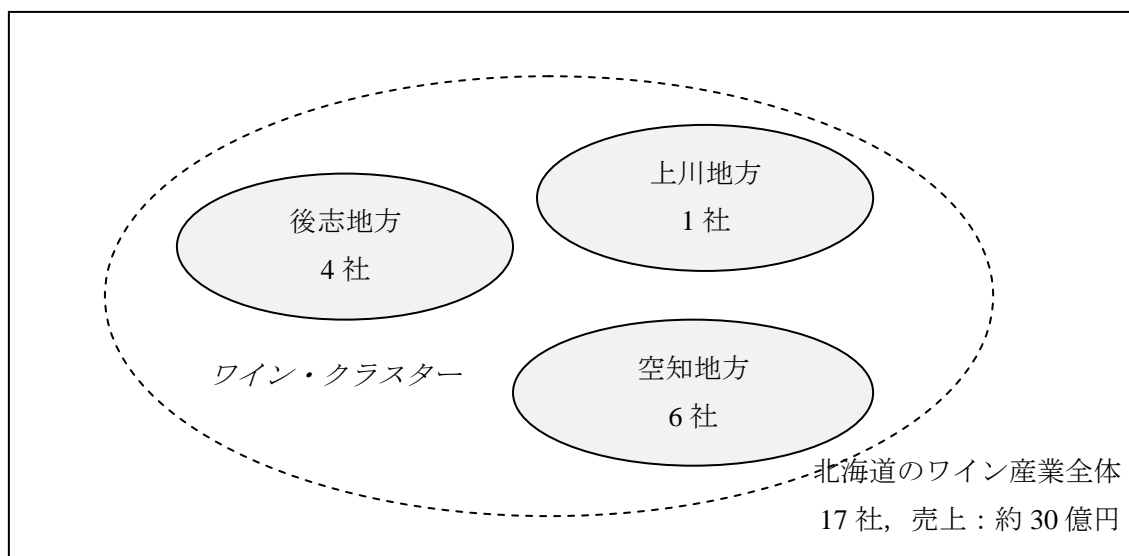 上川地方
1 社
後志地方
4 社
ワイン・クラスター
空知地方
6 社
北海道のワイン産業全体
17 社，売上：約 30 億円